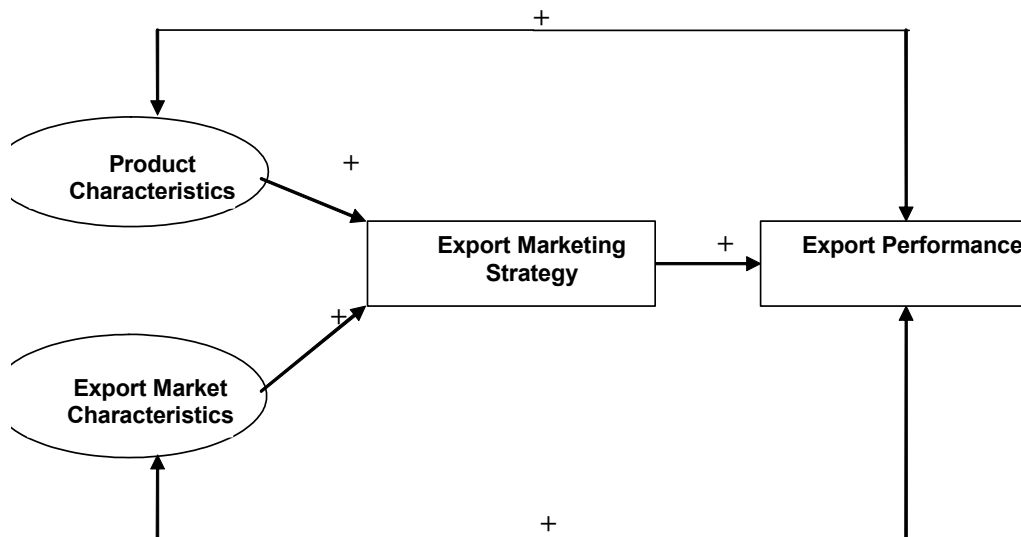 +
Product
Characteristics
+
Export Marketing
Strategy
+
Export Performance
+
Export Market
Characteristics
+